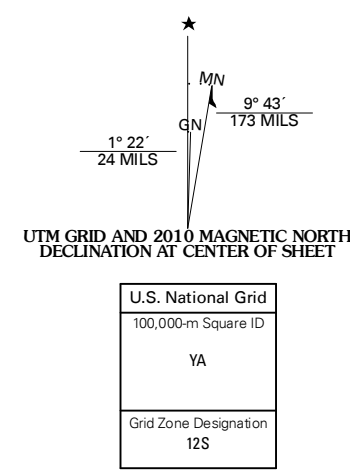 MN
GN
9° 43´
173 MILS
1° 22´
24 MILS
UTM GRID AND 2010 MAGNETIC NORTH
DECLINATION AT CENTER OF SHEET
U.S. National Grid
100,000-m Square ID
YA
Grid Zone Designation
12S